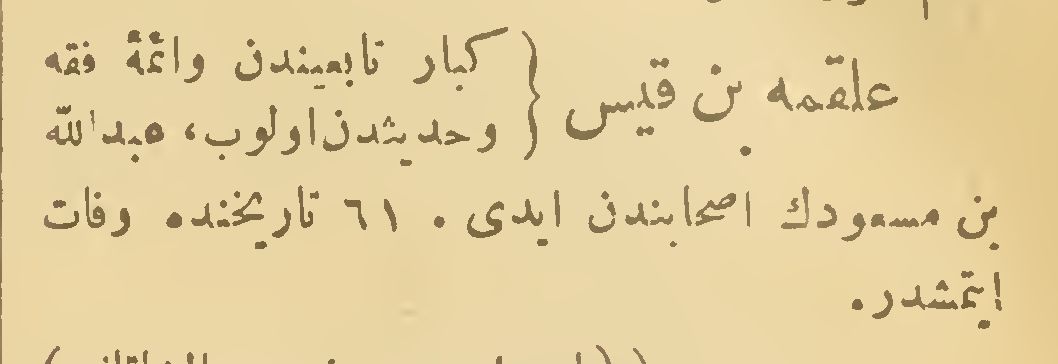 علقمه بن قيس { كبار تابعيندن وائمهٔ فقه
وحديثدن اولوب، عبدالله
بن مسعودك اصحابندن ايدى . ٦١ تاريخنده وفات
ايتمشدر.